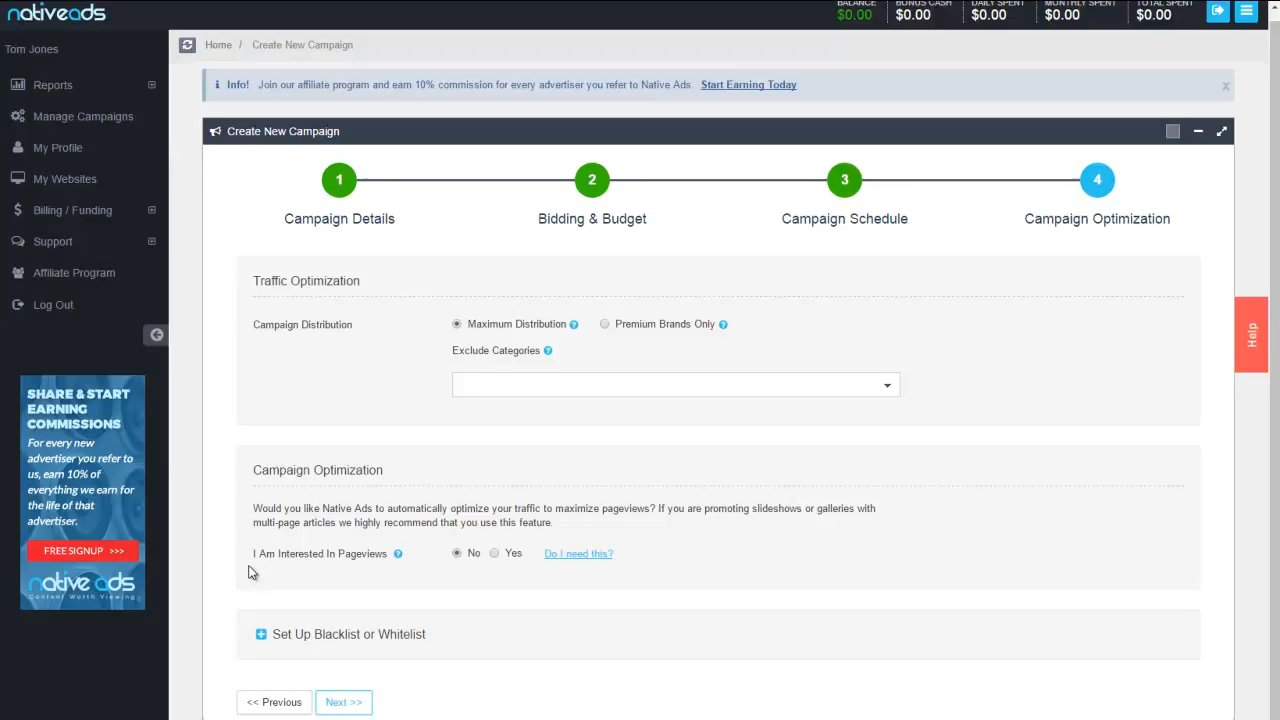 nativeads
BALANCE
$0.00
BONUS CASH
$0.00
DAILY SPENT
$0.00
MONTHLY SPENT
$0.00
TOTAL SPENT
$0.00
Tom Jones
Reports
Manage Campaigns
My Profile
My Websites
Billing / Funding
Support
Affiliate Program
Log Out
SHARE & START
EARNING
COMMISSIONS
For every new
advertiser you refer to
us, earn 10% of
everything we earn for
the life of that
advertiser.
FREE SIGNUP >>>
native ads
Content Worth Viewing
Home / Create New Campaign
Info! Join our affiliate program and earn 10% commission for every advertiser you refer to Native Ads. Start Earning Today
x
Create New Campaign
1
2
3
4
Campaign Details
Bidding & Budget
Campaign Schedule
Campaign Optimization
Traffic Optimization
Campaign Distribution
Maximum Distribution ?
Premium Brands Only ?
Exclude Categories ?
Campaign Optimization
Would you like Native Ads to automatically optimize your traffic to maximize pageviews? If you are promoting slideshows or galleries with
multi-page articles we highly recommend that you use this feature.
I Am Interested In Pageviews ?
No
Yes
Do I need this?
Set Up Blacklist or Whitelist
<< Previous
Next >>
Help